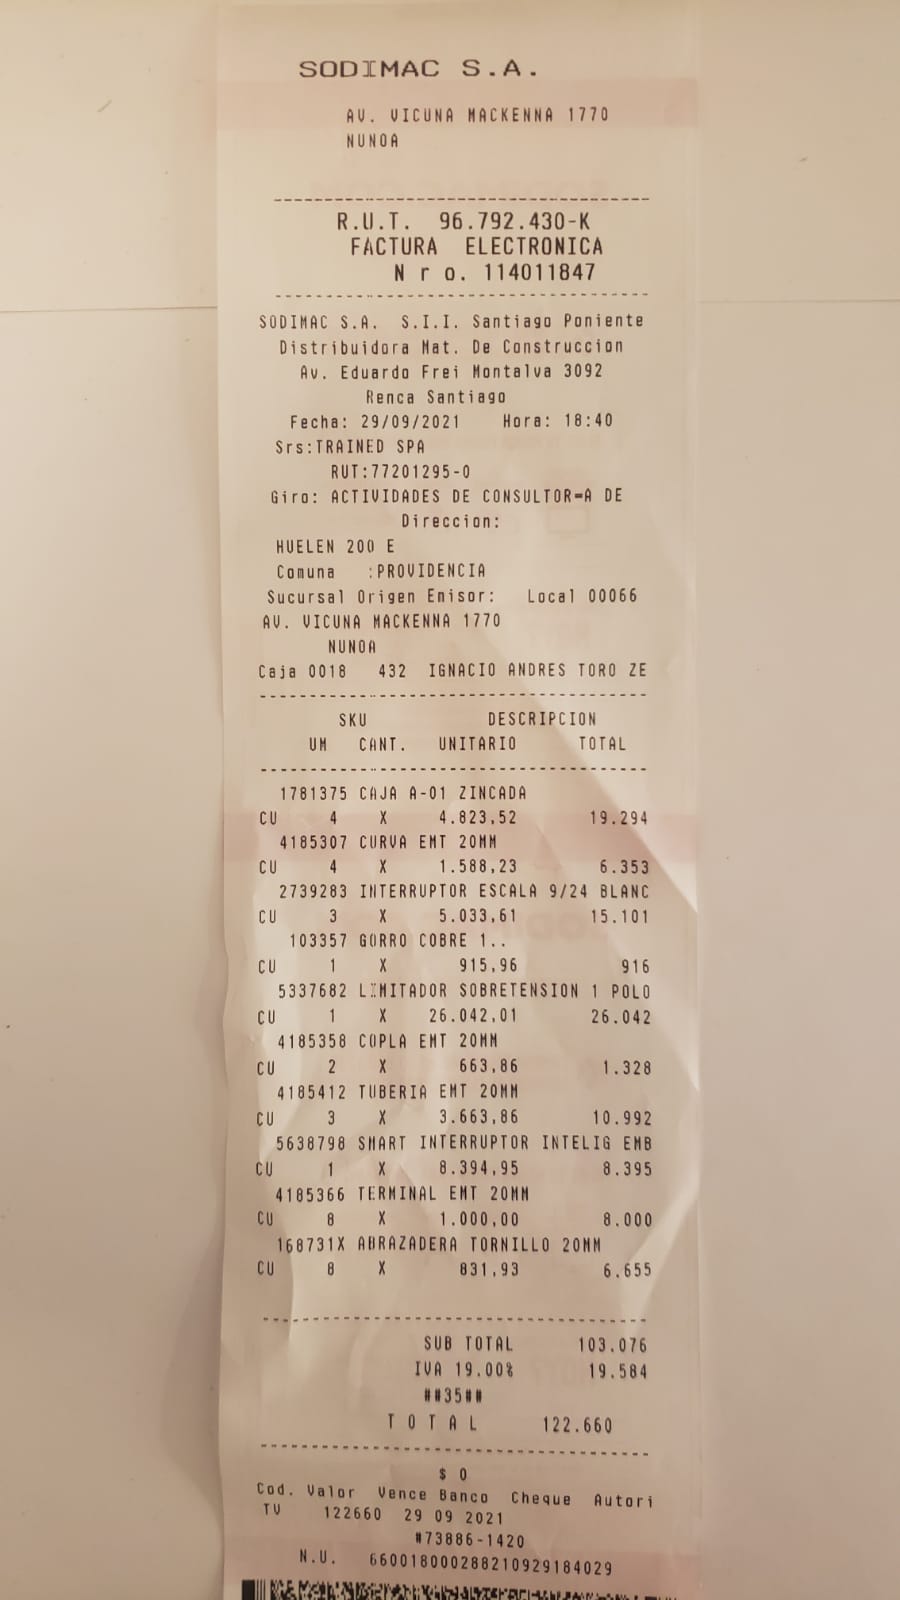 SODIMAC S.A.
AV. VICUNA MACKENNA 1770
NUNOA
R.U.T. 96.792.430-K
FACTURA ELECTRONICA
N r o. 114011847
SODIMAC S.A. S.I.I. Santiago Poniente
Distribuidora Mat. De Construccion
Av. Eduardo Frei Montalva 3092
Renca Santiago
Fecha: 29/09/2021 Hora: 18:40
Srs:TRAINED SPA
RUT:77201295-0
Giro: ACTIVIDADES DE CONSULTOR=A DE
Direccion:
HUELEN 200 E
Comuna :PROVIDENCIA
Sucursal Origen Emisor: Local 00066
AV. VICUNA MACKENNA 1770
NUNOA
Caja 0018 432 IGNACIO ANDRES TORO ZE
SKU DESCRIPCION
UM CANT. UNITARIO TOTAL
1781375 CAJA A-01 ZINCADA
CU 4 X 4.823,52 19.294
4185307 CURVA EMT 20MM
CU 4 X 1.588,23 6.353
2739283 INTERRUPTOR ESCALA 9/24 BLANC
CU 3 X 5.033,61 15.101
103357 GORRO COBRE 1..
CU 1 X 915,96 916
5337682 LIMITADOR SOBRETENSION 1 POLO
CU 1 X 26.042,01 26.042
4185358 COPLA EMT 20MM
CU 2 X 663,86 1.328
4185412 TUBERIA EMT 20MM
CU 3 X 3.663,86 10.992
5638798 SMART INTERRUPTOR INTELIG EMB
CU 1 X 8.394,95 8.395
4185366 TERMINAL EMT 20MM
CU 8 X 1.000,00 8.000
168731X ABRAZADERA TORNILLO 20MM
CU 8 X 831,93 6.655
SUB TOTAL 103.076
IVA 19.00% 19.584
##35##
T O T A L 122.660
$ 0
Cod. Valor Vence Banco Cheque Autori
TV 122660 29 09 2021
#73886-1420
N.U. 660018000288210929184029